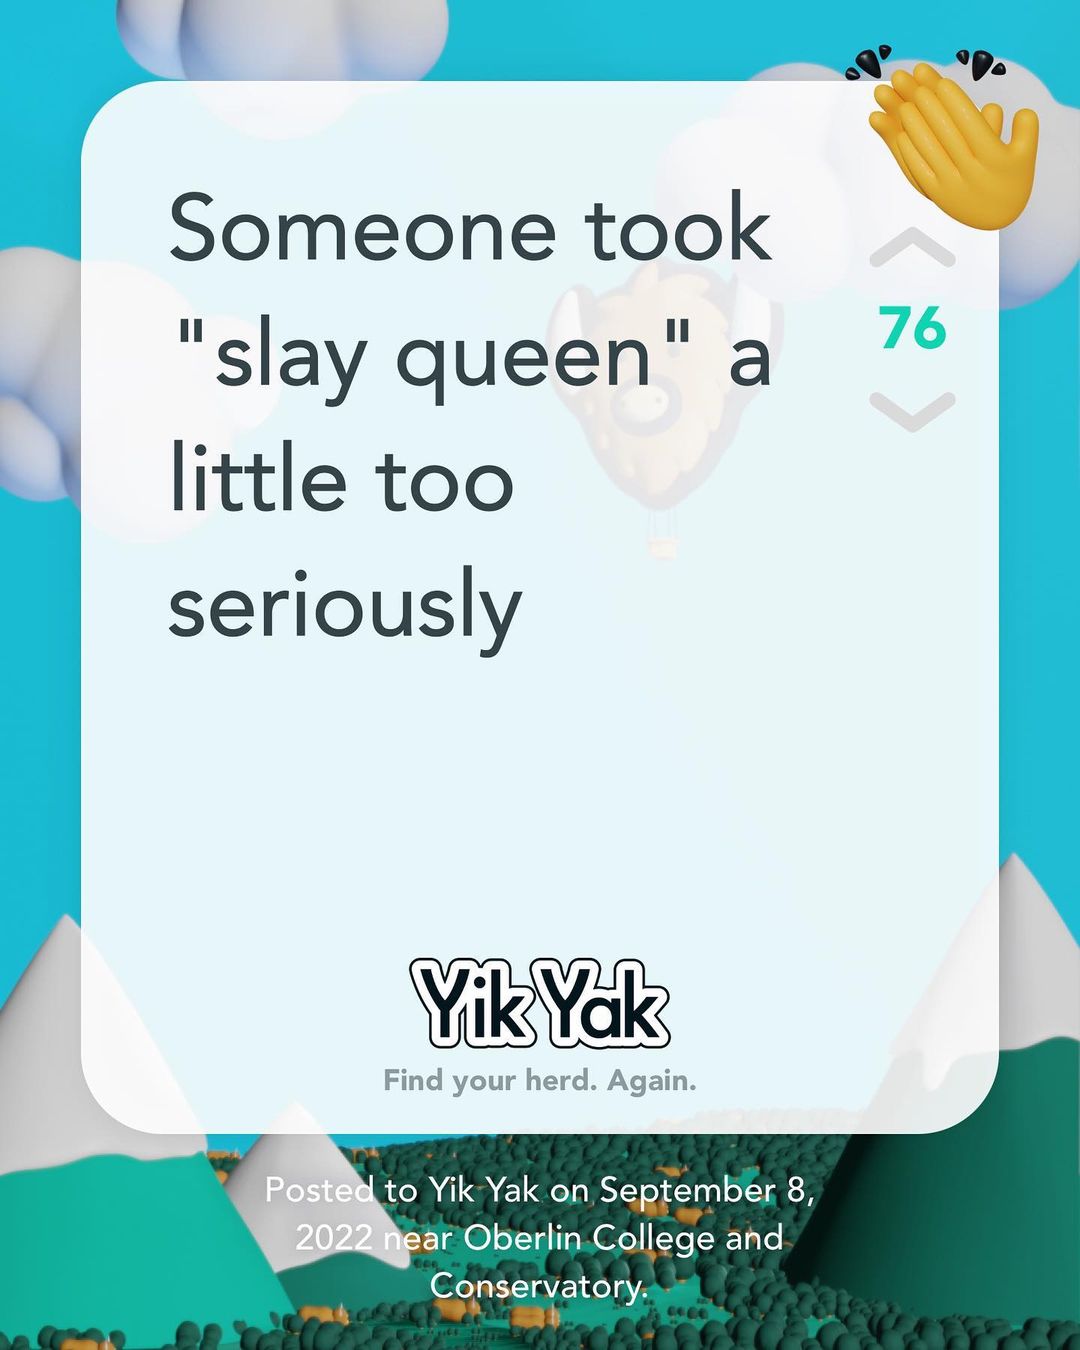 Someone took
"slay queen" a
little too
seriously
76
Yik Yak
Find your herd. Again.
Posted to Yik Yak on September 8,
2022 near Oberlin College and
Conservatory.